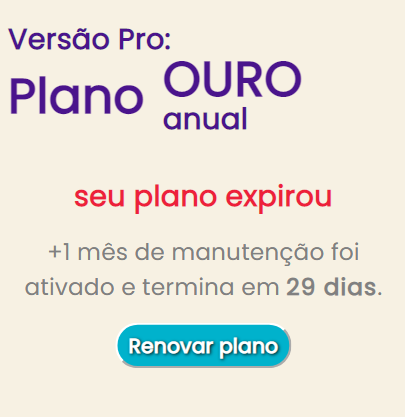 Versão Pro:
Plano OURO
anual
seu plano expirou
+1 mês de manutenção foi
ativado e termina em 29 dias.
Renovar plano